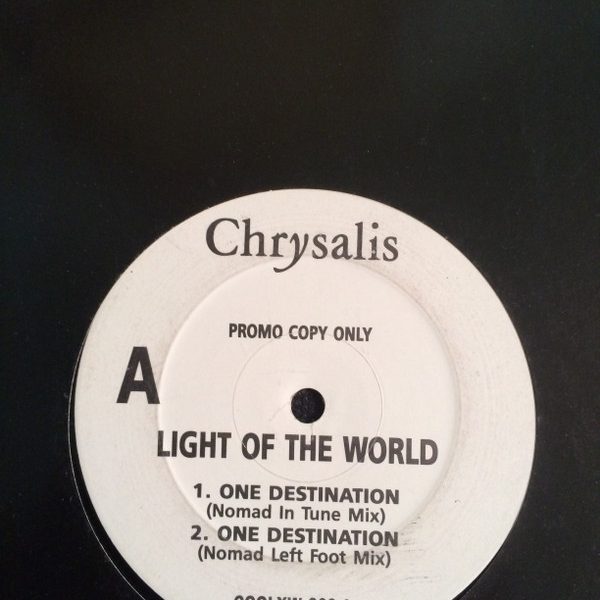 Chrysalis
PROMO COPY ONLY
A
LIGHT OF THE WORLD
1. ONE DESTINATION
(Nomad In Tune Mix)
2. ONE DESTINATION
(Nomad Left Foot Mix)